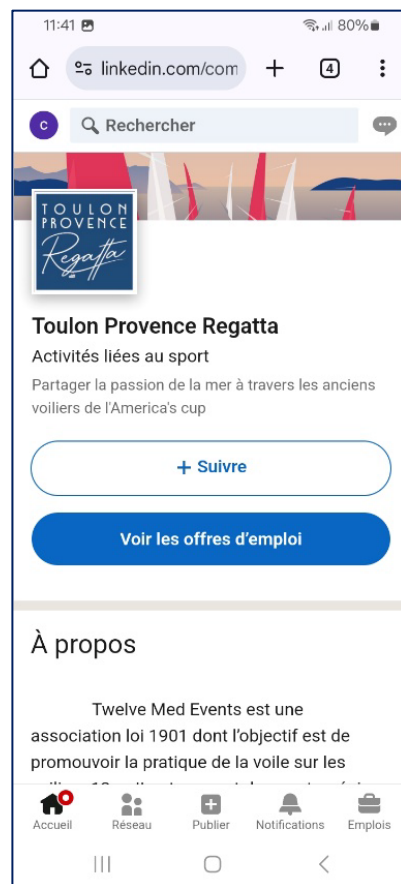 11:41 80%
linkedin.com/com 4
C Rechercher
TOULON
PROVENCE
Regatta
Toulon Provence Regatta
Activités liées au sport
Partager la passion de la mer à travers les anciens
voiliers de l'America's cup
+ Suivre
Voir les offres d’emploi
À propos
Twelve Med Events est une
association loi 1901 dont l’objectif est de
promouvoir la pratique de la voile sur les
Accueil Réseau Publier Notifications Emplois